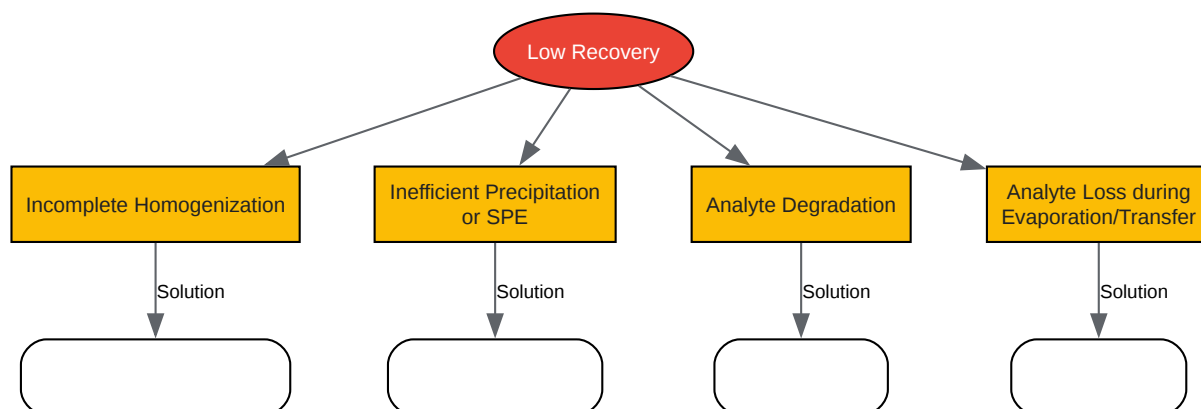 Low Recovery
Incomplete Homogenization
Inefficient Precipitation
or SPE
Analyte Degradation
Analyte Loss during
Evaporation/Transfer
Solution
Solution
Solution
Solution